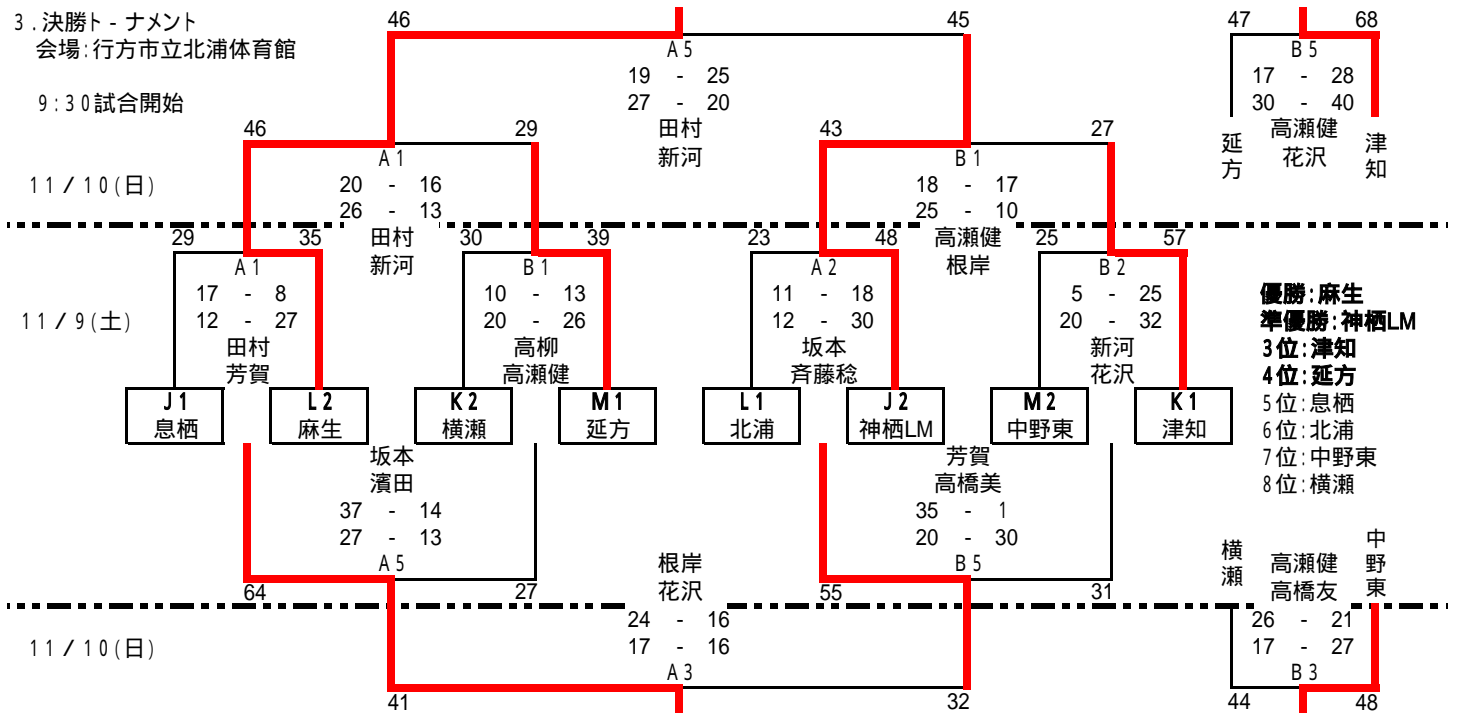 3．決勝ト－ナメント
会場：行方市立北浦体育館
9：30試合開始
46 45 47 68
A5 B5
19 - 25 17 - 28
27 - 20 30 - 40
田村 高瀬健
新河 花沢
延方 津知
46 29 43 27
A1 B1
11／10(日)
20 - 16 18 - 17
26 - 13 25 - 10
田村 高瀬健
新河 根岸
29 35 30 39 23 48 25 57
A1 B1 A2 B2
17 - 8 10 - 13 11 - 18 5 - 25
11／9(土)
12 - 27 20 - 26 12 - 30 20 - 32
田村 高柳 坂本 新河
芳賀 高瀬健 斉藤稔 花沢
J1 L2 K2 M1 L1 J2 M2 K1
息栖 麻生 横瀬 延方 北浦 神栖LM 中野東 津知
優勝：麻生
準優勝：神栖LM
3位：津知
4位：延方
5位：息栖
6位：北浦
7位：中野東
8位：横瀬
坂本 芳賀
濱田 高橋美
37 - 14 35 - 1
27 - 13 20 - 30
A5 B5
64 27 55 31
根岸
花沢
24 - 16
17 - 16
A3
11／10(日)
41 32
横瀬 中野東
高瀬健
高橋友
26 - 21
17 - 27
B3
44 48